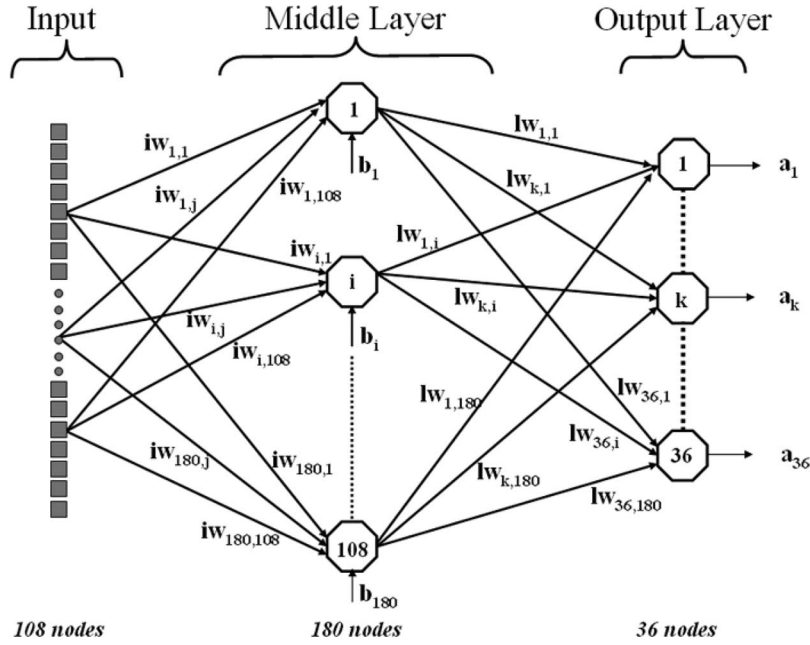 Input
Middle Layer
Output Layer
1
b₁
1
a₁
iw₁,₁
iw₁,ⱼ
iw₁,₁₀₈
lw₁,₁
lwₖ,₁
iwᵢ,₁
lw₁,ᵢ
i
bᵢ
iwᵢ,ⱼ
iwᵢ,₁₀₈
lwₖ,ᵢ
k
aₖ
lw₁,₁₈₀
lw₃₆,₁
lw₃₆,ᵢ
36
a₃₆
iw₁₈₀,ⱼ
iw₁₈₀,₁
iw₁₈₀,₁₀₈
lwₖ,₁₈₀
lw₃₆,₁₈₀
108
b₁₈₀
108 nodes
180 nodes
36 nodes